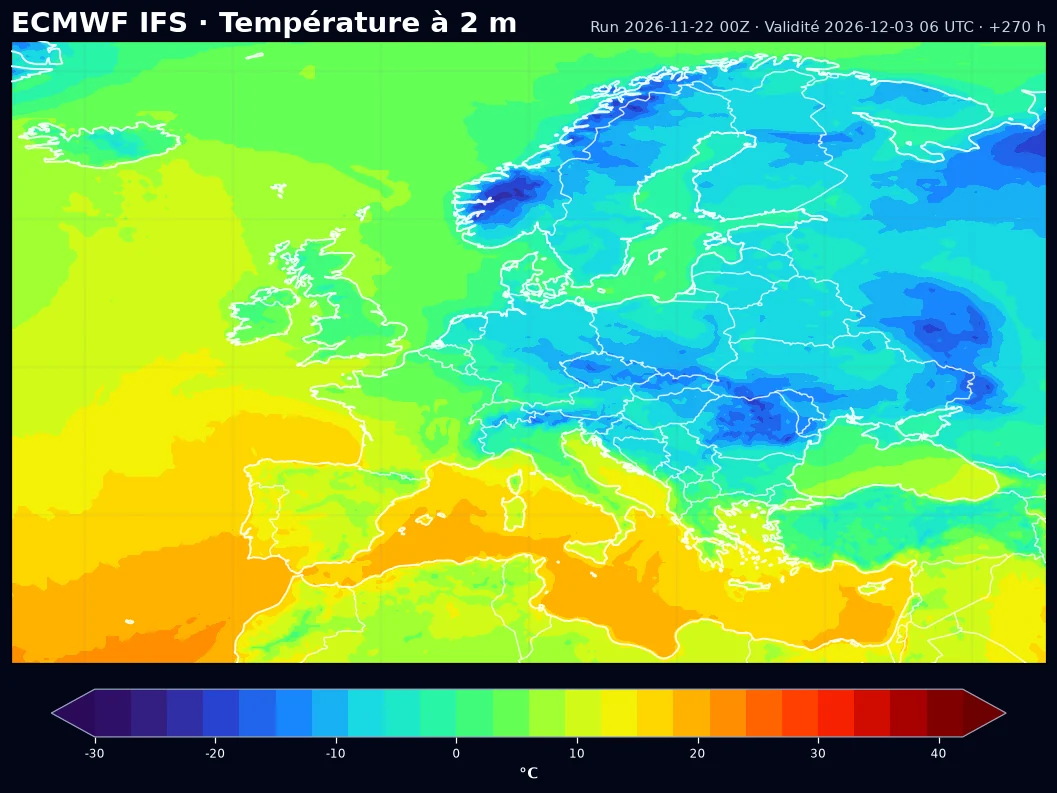 ECMWF IFS · Température à 2 m
Run 2026-11-22 00Z · Validité 2026-12-03 06 UTC · +270 h
-30 -20 -10 0 10 20 30 40
°C